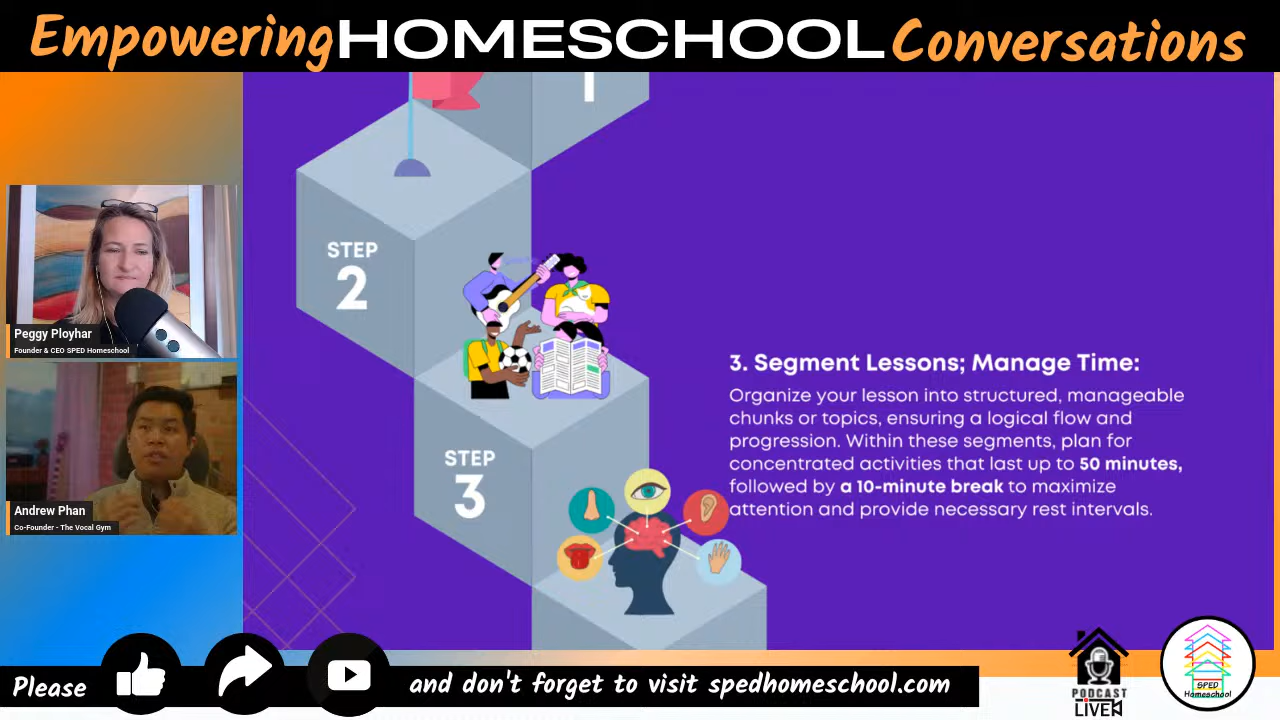 Empowering HOMESCHOOL Conversations
1
STEP
2
STEP
3
3. Segment Lessons; Manage Time:
Organize your lesson into structured, manageable
chunks or topics, ensuring a logical flow and
progression. Within these segments, plan for
concentrated activities that last up to 50 minutes,
followed by a 10-minute break to maximize
attention and provide necessary rest intervals.
Peggy Ployhar
Founder & CEO SPED Homeschool
Andrew Phan
Co-Founder - The Vocal Gym
Please
and don't forget to visit spedhomeschool.com
PODCAST
LIVE
SPED
Homeschool